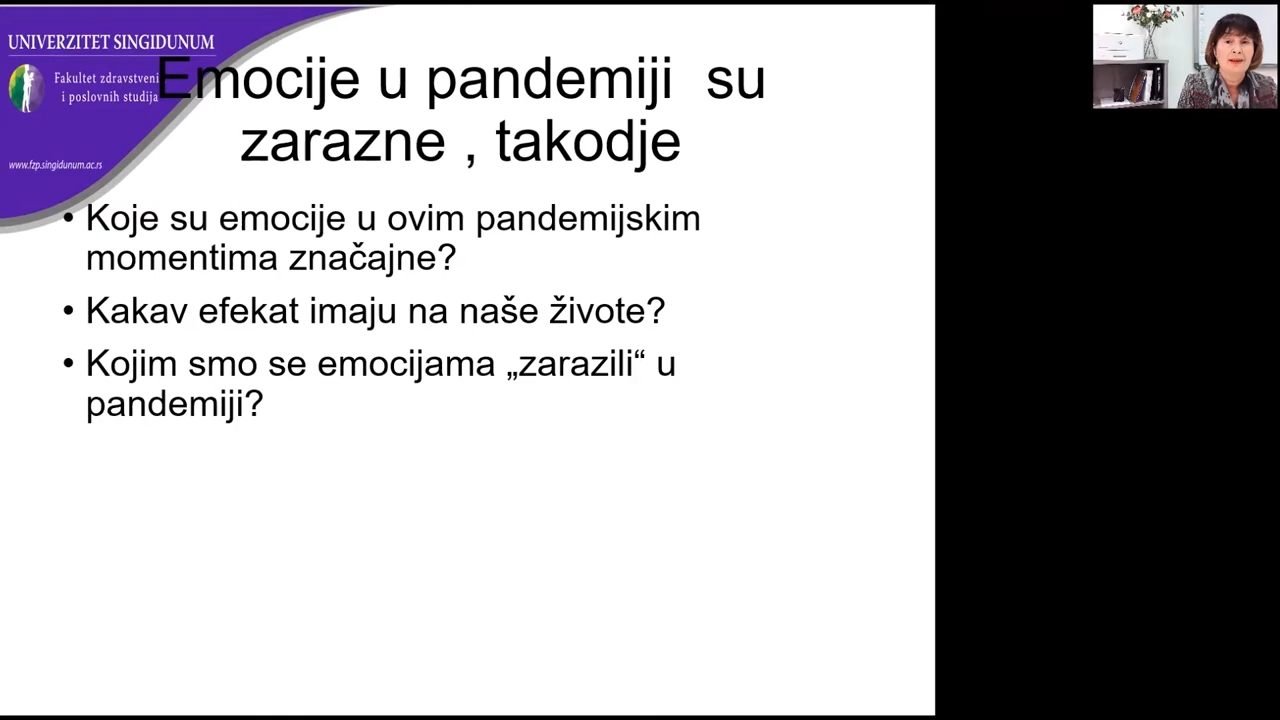 UNIVERZITET SINGIDUNUM
Fakultet zdravstveni
i poslovnih studija
www.fzp.singidunum.ac.rs
Emocije u pandemiji  su
zarazne , takodje
• Koje su emocije u ovim pandemijskim
momentima značajne?
• Kakav efekat imaju na naše živote?
• Kojim smo se emocijama „zarazili“ u
pandemiji?